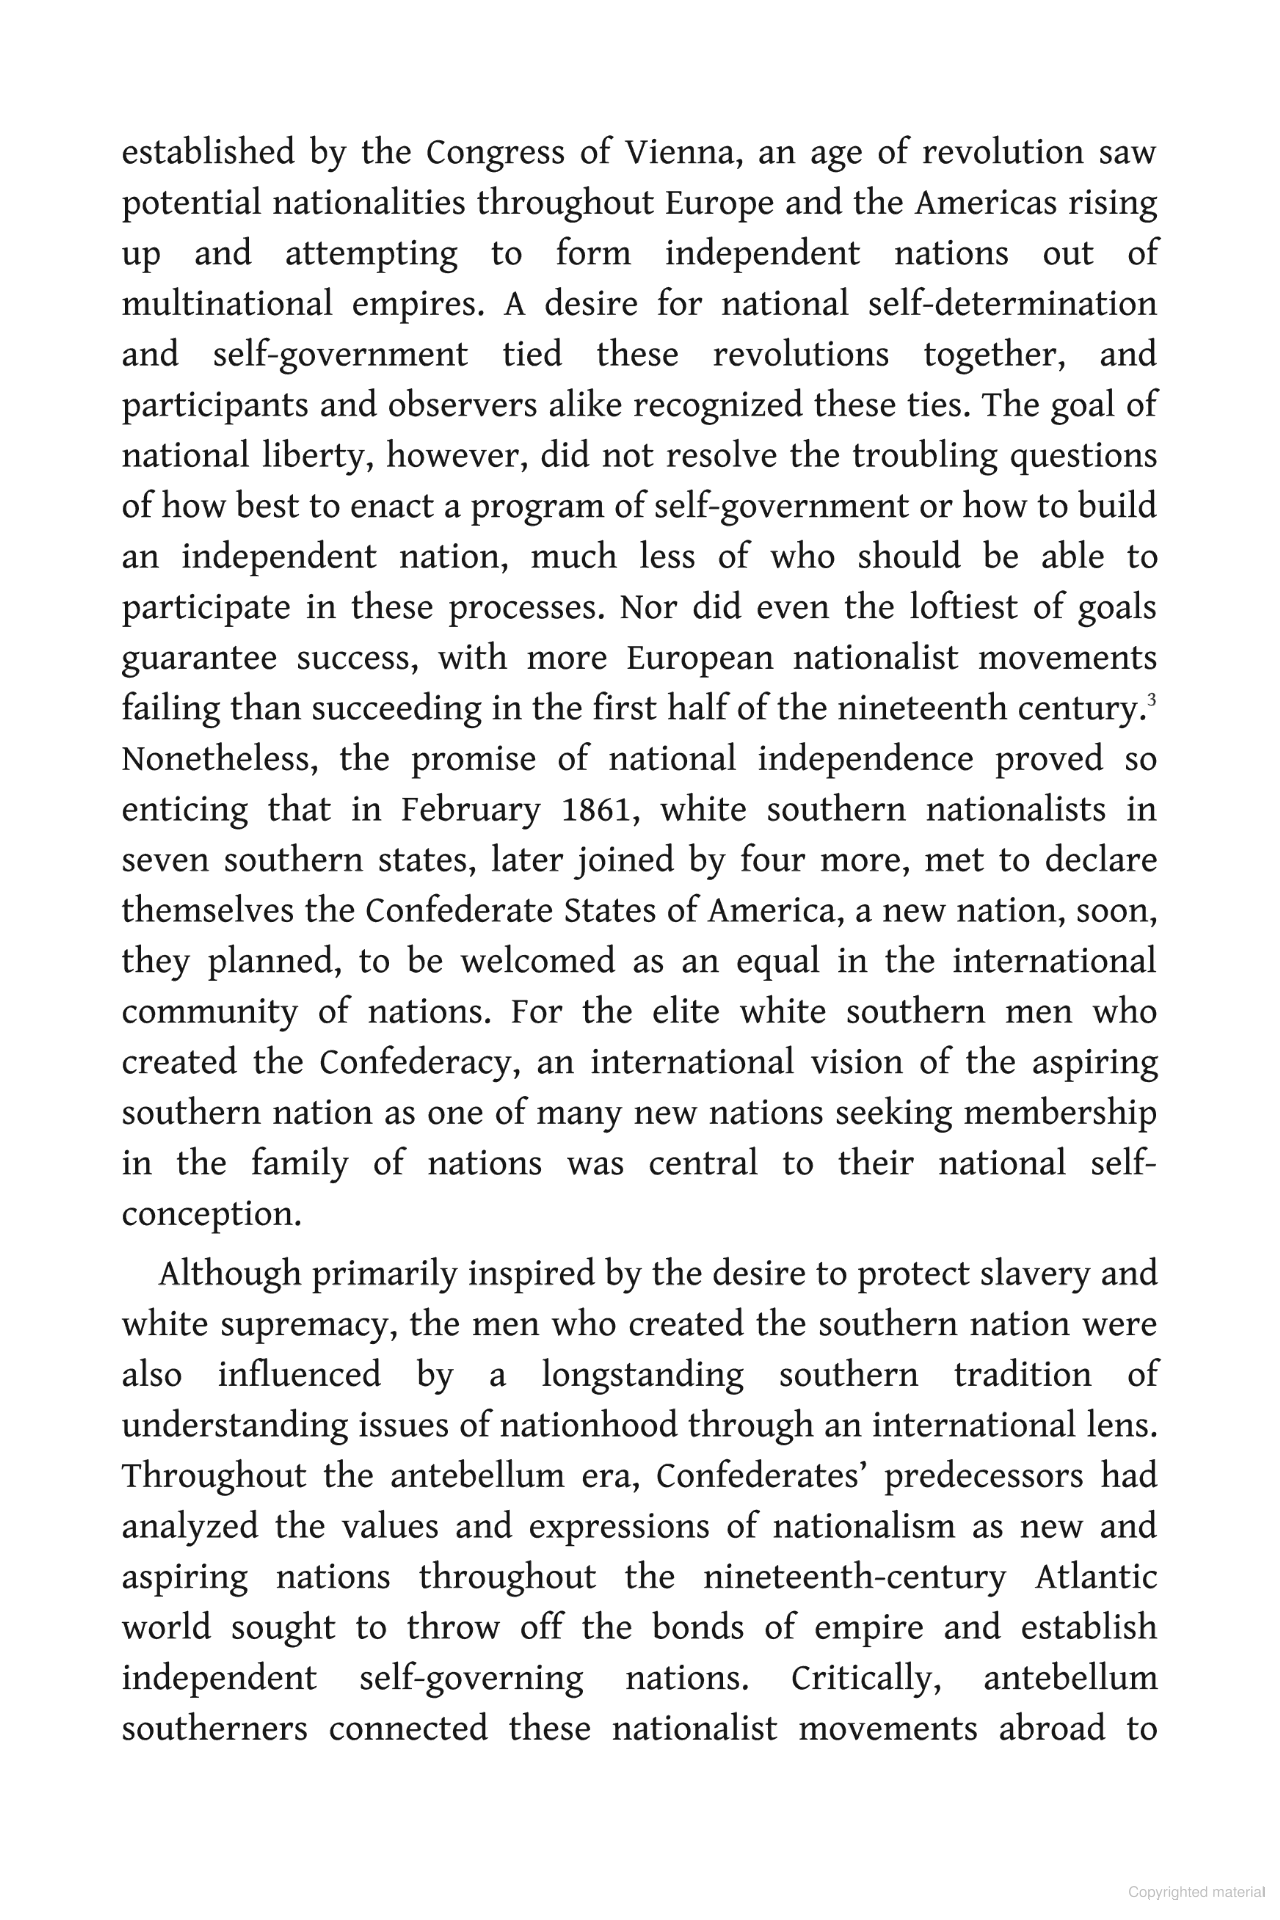 established by the Congress of Vienna, an age of revolution saw
potential nationalities throughout Europe and the Americas rising
up and attempting to form independent nations out of
multinational empires. A desire for national self-determination
and self-government tied these revolutions together, and
participants and observers alike recognized these ties. The goal of
national liberty, however, did not resolve the troubling questions
of how best to enact a program of self-government or how to build
an independent nation, much less of who should be able to
participate in these processes. Nor did even the loftiest of goals
guarantee success, with more European nationalist movements
failing than succeeding in the first half of the nineteenth century.³
Nonetheless, the promise of national independence proved so
enticing that in February 1861, white southern nationalists in
seven southern states, later joined by four more, met to declare
themselves the Confederate States of America, a new nation, soon,
they planned, to be welcomed as an equal in the international
community of nations. For the elite white southern men who
created the Confederacy, an international vision of the aspiring
southern nation as one of many new nations seeking membership
in the family of nations was central to their national self-
conception.
Although primarily inspired by the desire to protect slavery and
white supremacy, the men who created the southern nation were
also influenced by a longstanding southern tradition of
understanding issues of nationhood through an international lens.
Throughout the antebellum era, Confederates’ predecessors had
analyzed the values and expressions of nationalism as new and
aspiring nations throughout the nineteenth-century Atlantic
world sought to throw off the bonds of empire and establish
independent self-governing nations. Critically, antebellum
southerners connected these nationalist movements abroad to
Copyrighted material